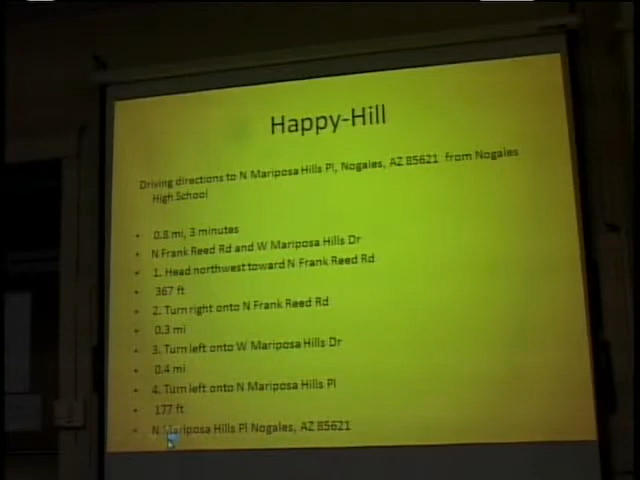 Happy-Hill
Driving directions to N Mariposa Hills Pl, Nogales, AZ 85621 from Nogales
High School
• 0.8 mi, 3 minutes
• N Frank Reed Rd and W Mariposa Hills Dr
• 1. Head northwest toward N Frank Reed Rd
• 367 ft
• 2. Turn right onto N Frank Reed Rd
• 0.3 mi
• 3. Turn left onto W Mariposa Hills Dr
• 0.4 mi
• 4. Turn left onto N Mariposa Hills Pl
• 177 ft
• N Mariposa Hills Pl Nogales, AZ 85621